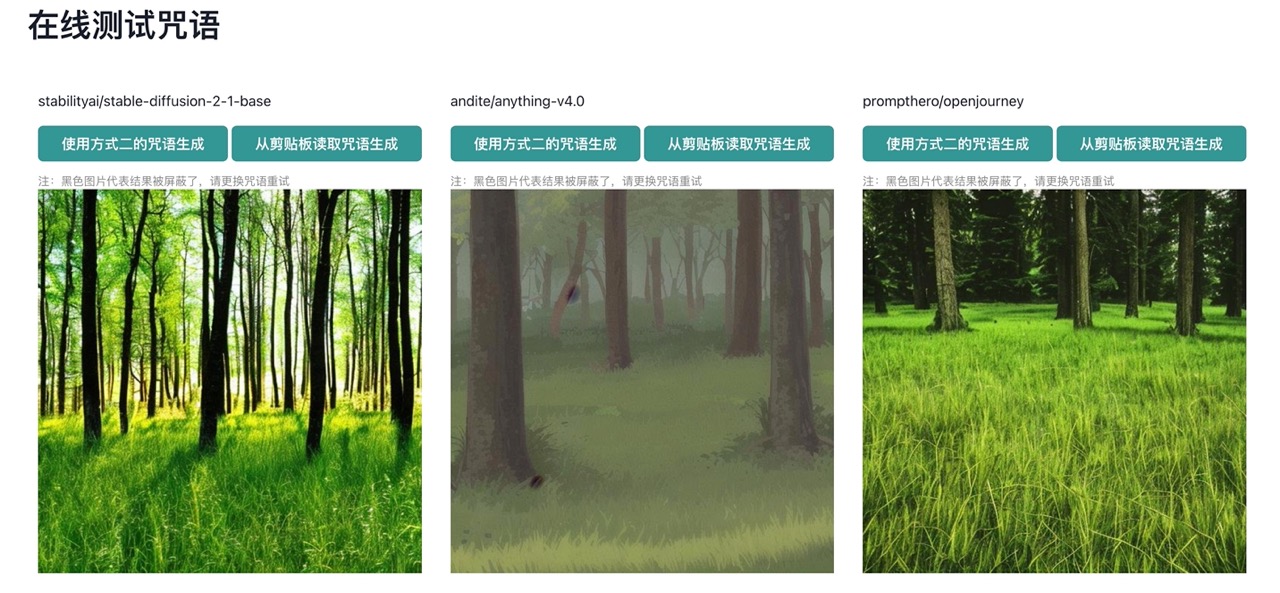 在线测试咒语
stabilityai/stable-diffusion-2-1-base
使用方式二的咒语生成
从剪贴板读取咒语生成
注：黑色图片代表结果被屏蔽了，请更换咒语重试
andite/anything-v4.0
使用方式二的咒语生成
从剪贴板读取咒语生成
注：黑色图片代表结果被屏蔽了，请更换咒语重试
prompthero/openjourney
使用方式二的咒语生成
从剪贴板读取咒语生成
注：黑色图片代表结果被屏蔽了，请更换咒语重试